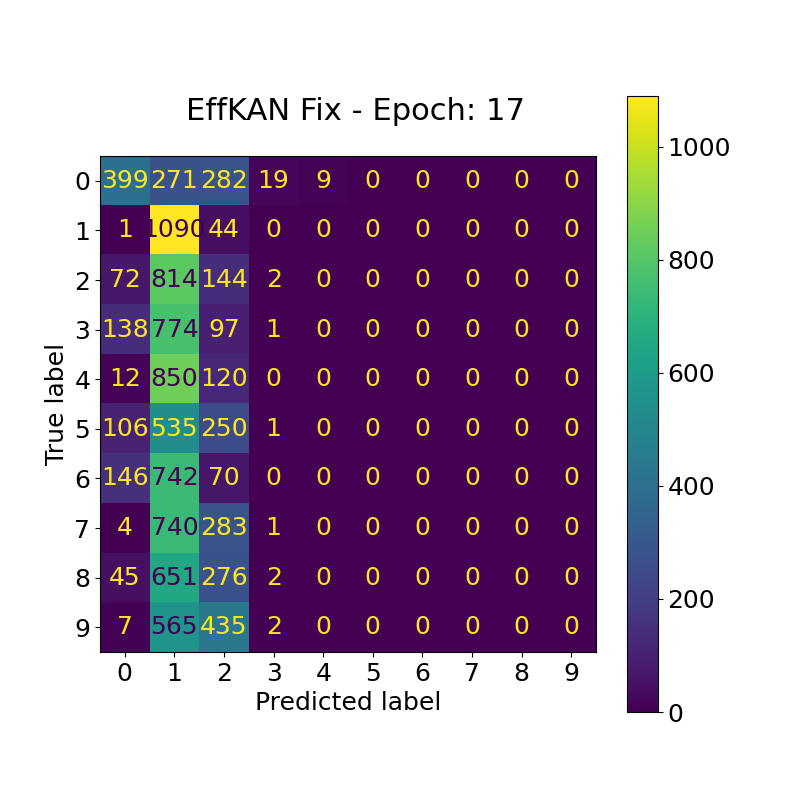 EffKAN Fix - Epoch: 17
0 399 271 282 19 9 0 0 0 0 0
1 1 1090 44 0 0 0 0 0 0 0
2 72 814 144 2 0 0 0 0 0 0
3 138 774 97 1 0 0 0 0 0 0
4 12 850 120 0 0 0 0 0 0 0
5 106 535 250 1 0 0 0 0 0 0
6 146 742 70 0 0 0 0 0 0 0
7 4 740 283 1 0 0 0 0 0 0
8 45 651 276 2 0 0 0 0 0 0
9 7 565 435 2 0 0 0 0 0 0
0 1 2 3 4 5 6 7 8 9
Predicted label
True label
1000
800
600
400
200
0